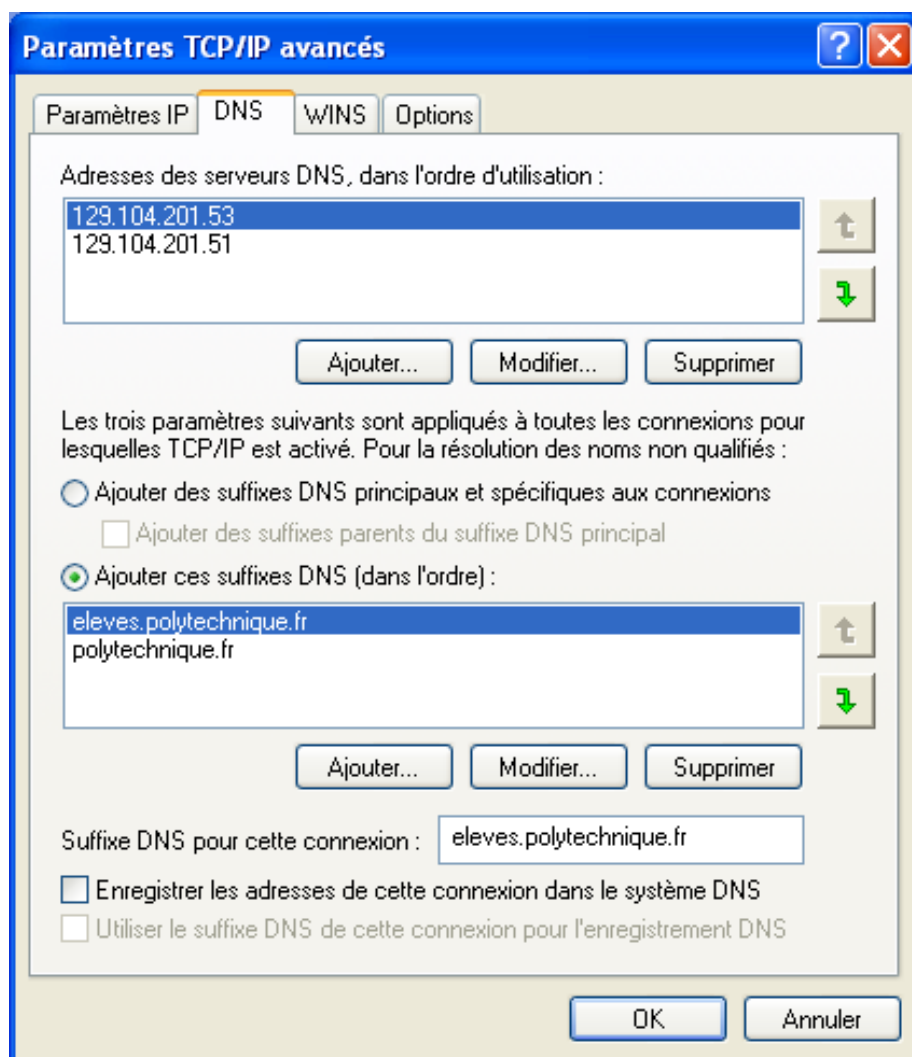 Paramètres TCP/IP avancés
Paramètres IP DNS WINS Options
Adresses des serveurs DNS, dans l'ordre d'utilisation :
129.104.201.53
129.104.201.51
Ajouter... Modifier... Supprimer
Les trois paramètres suivants sont appliqués à toutes les connexions pour
lesquelles TCP/IP est activé. Pour la résolution des noms non qualifiés :
Ajouter des suffixes DNS principaux et spécifiques aux connexions
Ajouter des suffixes parents du suffixe DNS principal
Ajouter ces suffixes DNS (dans l'ordre) :
eleves.polytechnique.fr
polytechnique.fr
Ajouter... Modifier... Supprimer
Suffixe DNS pour cette connexion : eleves.polytechnique.fr
Enregistrer les adresses de cette connexion dans le système DNS
Utiliser le suffixe DNS de cette connexion pour l'enregistrement DNS
OK Annuler